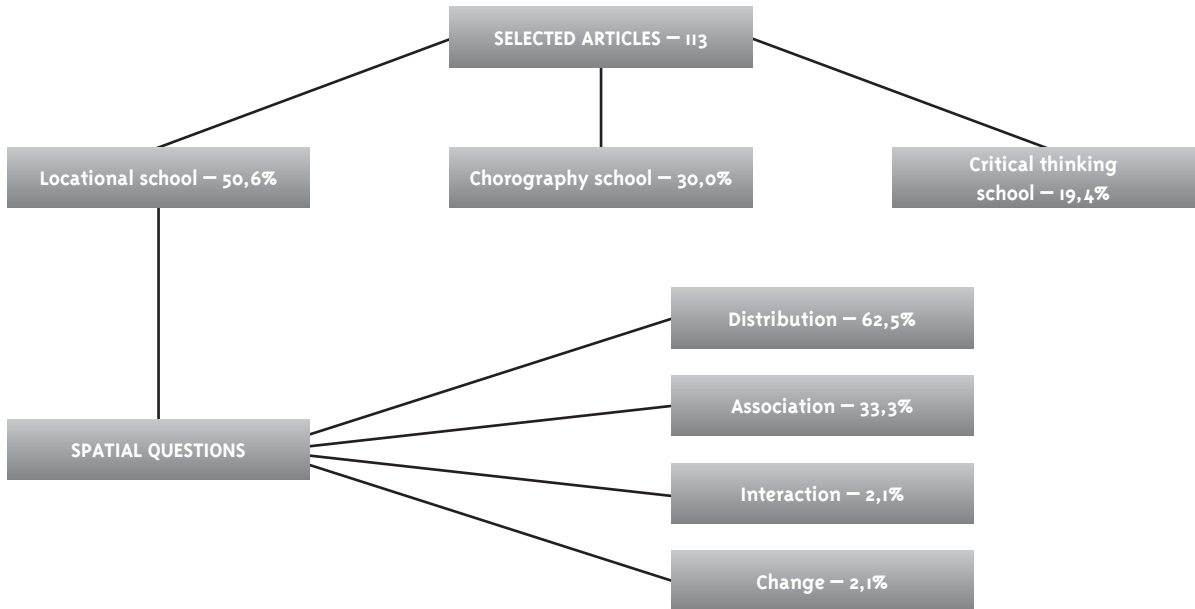 SELECTED ARTICLES – 113
Locational school – 50,6%
Chorography school – 30,0%
Critical thinking
school – 19,4%
Distribution – 62,5%
Association – 33,3%
SPATIAL QUESTIONS
Interaction – 2,1%
Change – 2,1%